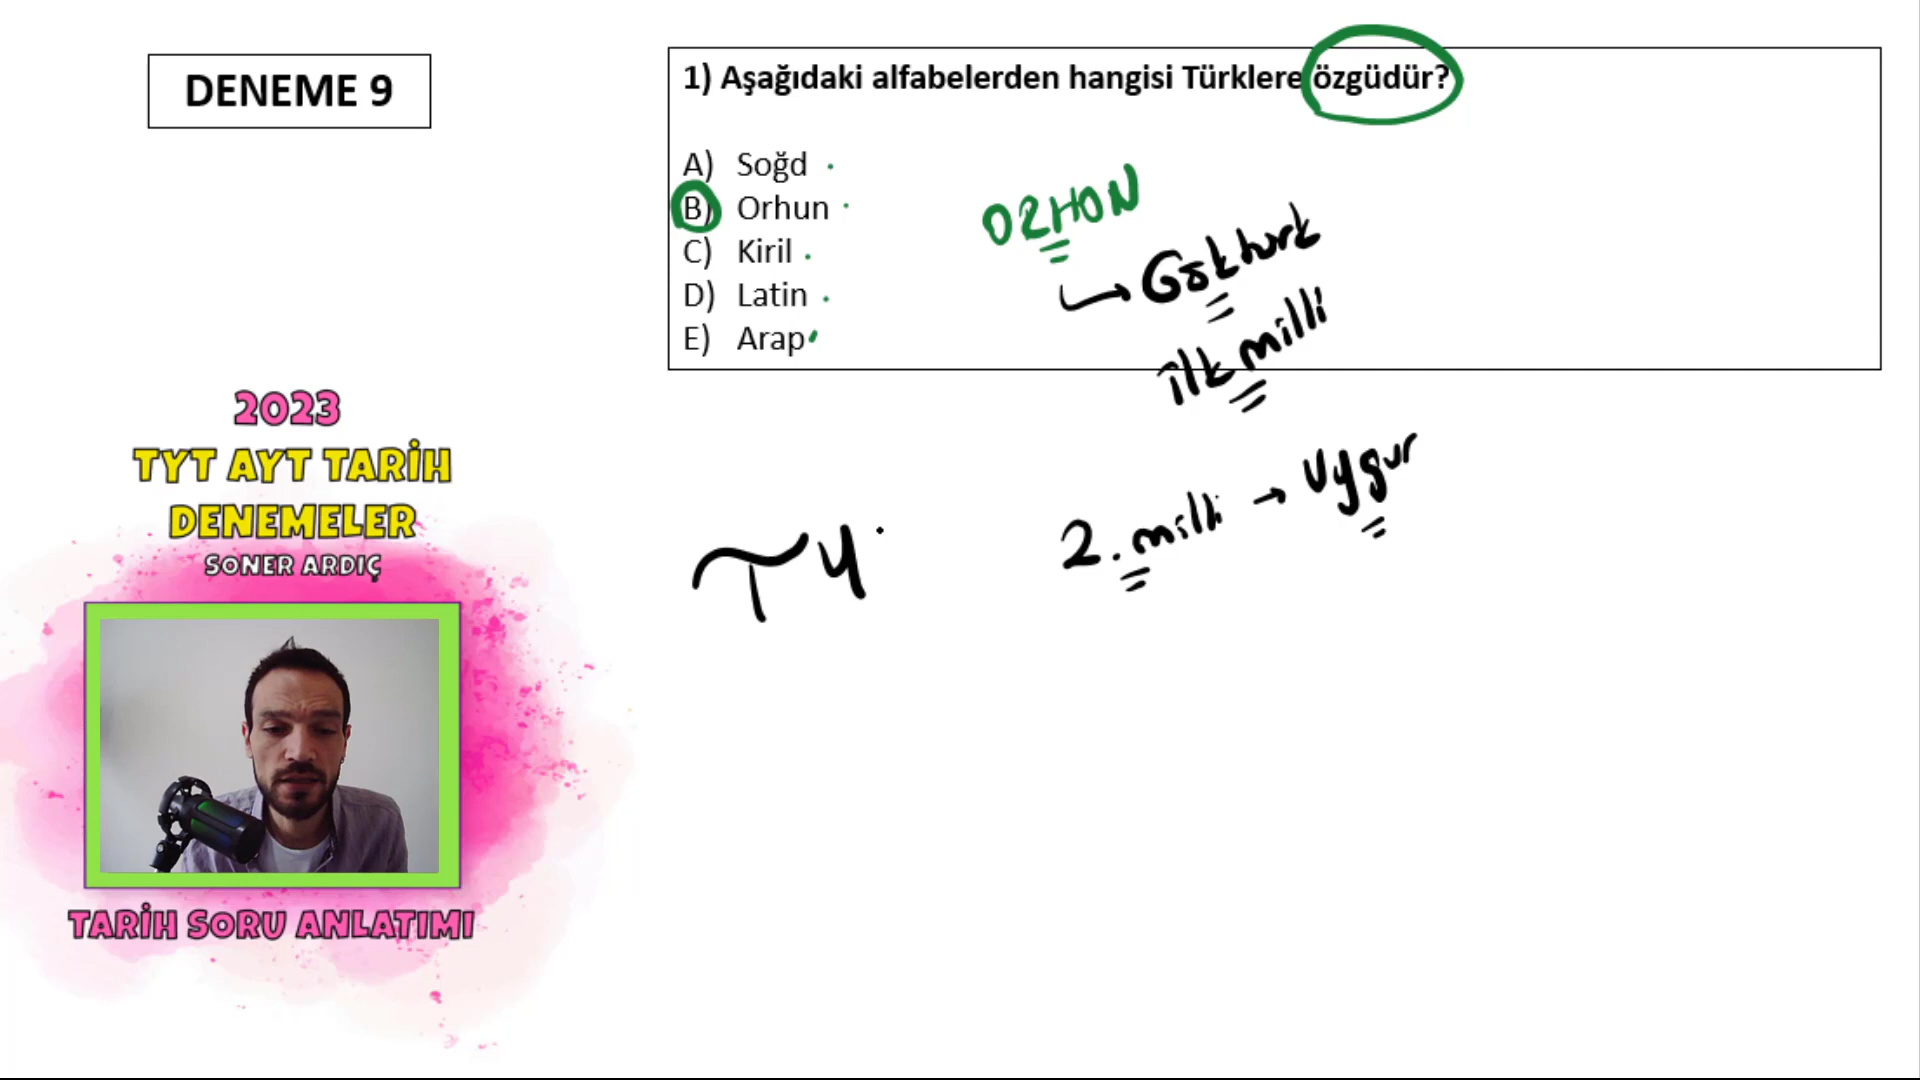 DENEME 9
1) Aşağıdaki alfabelerden hangisi Türklere özgüdür?
A) Soğd
B) Orhun
C) Kiril
D) Latin
E) Arap
ORHON
→ Göktürk
ilk milli
2. milli → Uygur
2023
TYT AYT TARİH
DENEMELER
SONER ARDIÇ
TARİH SORU ANLATIMI